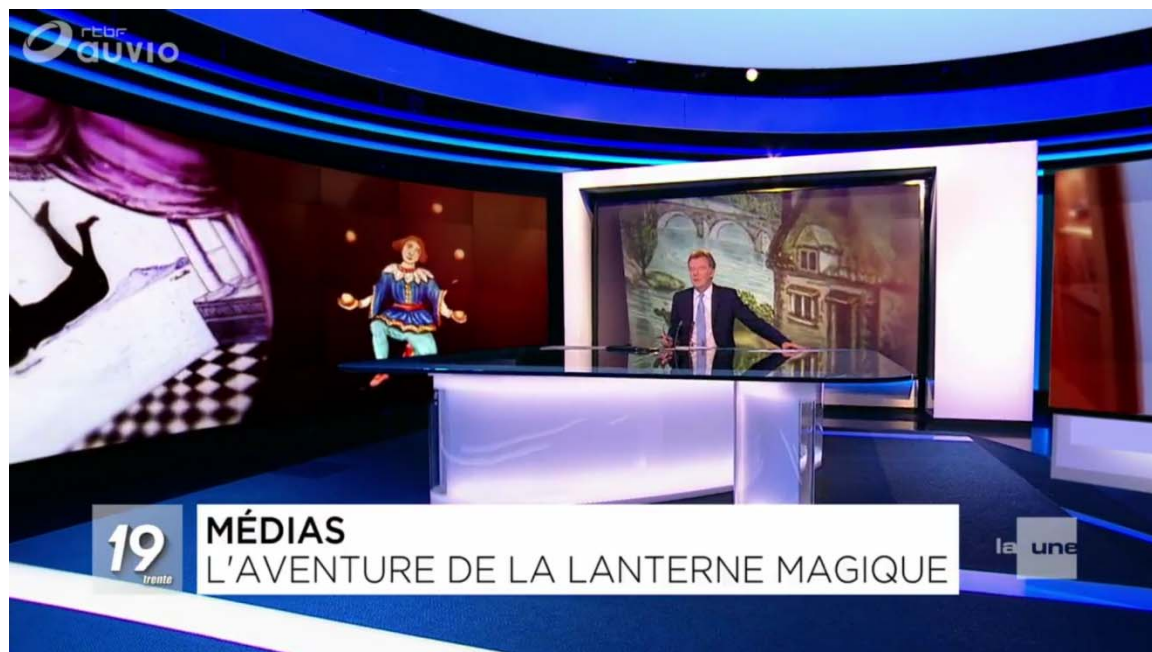 rtbf
auvio
MÉDIAS
19
trente
L'AVENTURE DE LA LANTERNE MAGIQUE
la une